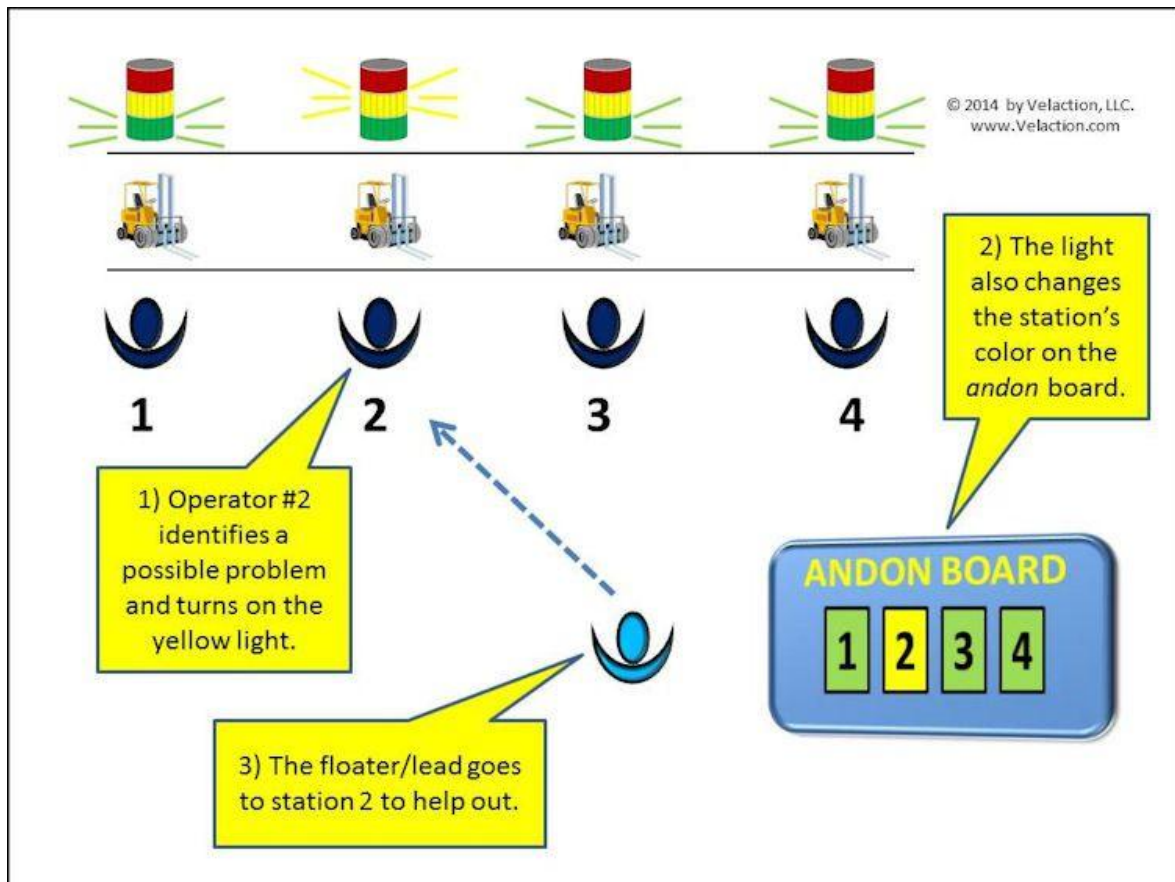 © 2014 by Velaction, LLC.
www.Velaction.com
2) The light
also changes
the station's
color on the
andon board.
1 2 3 4
1) Operator #2
identifies a
possible problem
and turns on the
yellow light.
ANDON BOARD
1 2 3 4
3) The floater/lead goes
to station 2 to help out.